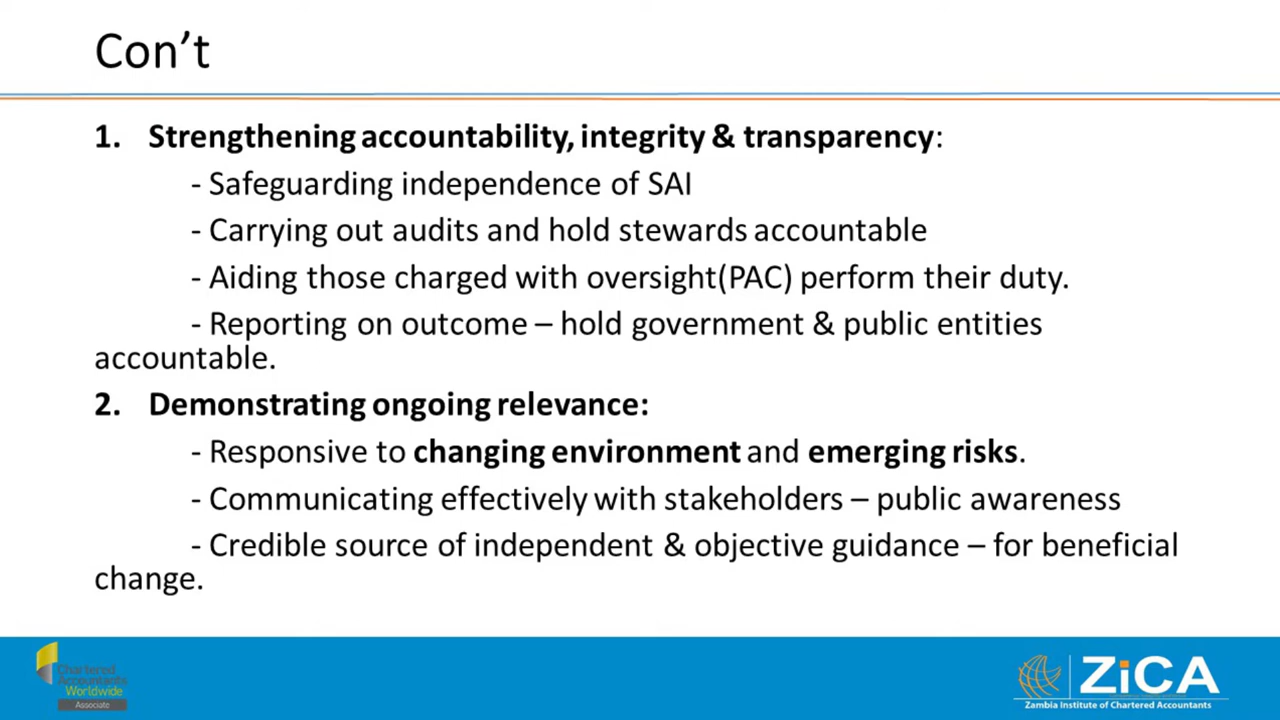 Con’t
1. Strengthening accountability, integrity & transparency:
- Safeguarding independence of SAI
- Carrying out audits and hold stewards accountable
- Aiding those charged with oversight(PAC) perform their duty.
- Reporting on outcome – hold government & public entities
accountable.
2. Demonstrating ongoing relevance:
- Responsive to changing environment and emerging risks.
- Communicating effectively with stakeholders – public awareness
- Credible source of independent & objective guidance – for beneficial
change.
Chartered
Accountants
Worldwide
Associate
ZiCA
Zambia Institute of Chartered Accountants